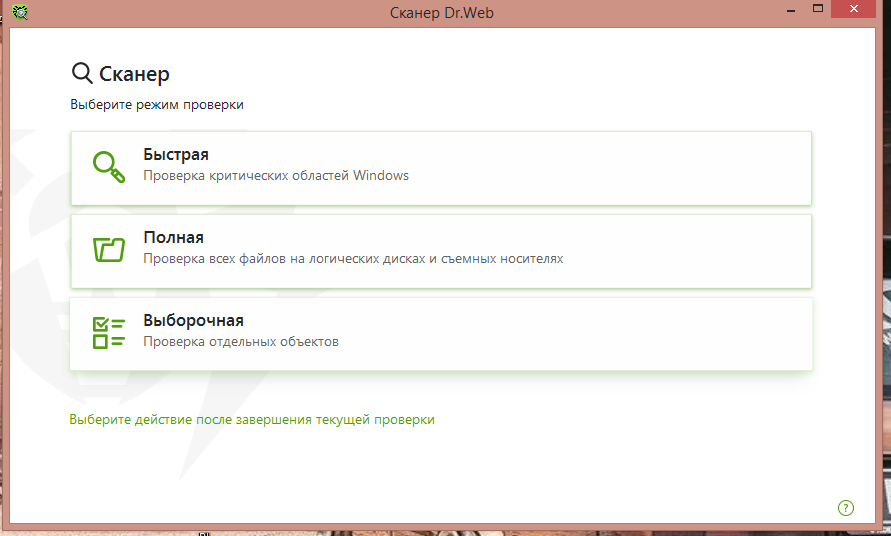 Сканер Dr.Web
Сканер
Выберите режим проверки
Быстрая
Проверка критических областей Windows
Полная
Проверка всех файлов на логических дисках и съемных носителях
Выборочная
Проверка отдельных объектов
Выберите действие после завершения текущей проверки
?